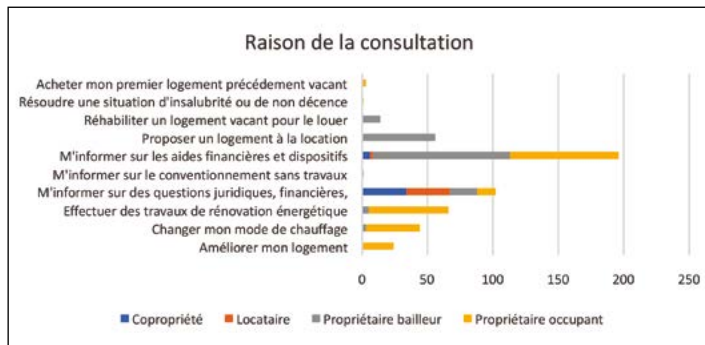 Raison de la consultation
Acheter mon premier logement précédement vacant
Résoudre une situation d'insalubrité ou de non décence
Réhabiliter un logement vacant pour le louer
Proposer un logement à la location
M'informer sur les aides financières et dispositifs
M'informer sur le conventionnement sans travaux
M'informer sur des questions juridiques, financières,
Effectuer des travaux de rénovation énergétique
Changer mon mode de chauffage
Améliorer mon logement
0 50 100 150 200 250
Copropriété Locataire Propriétaire bailleur Propriétaire occupant